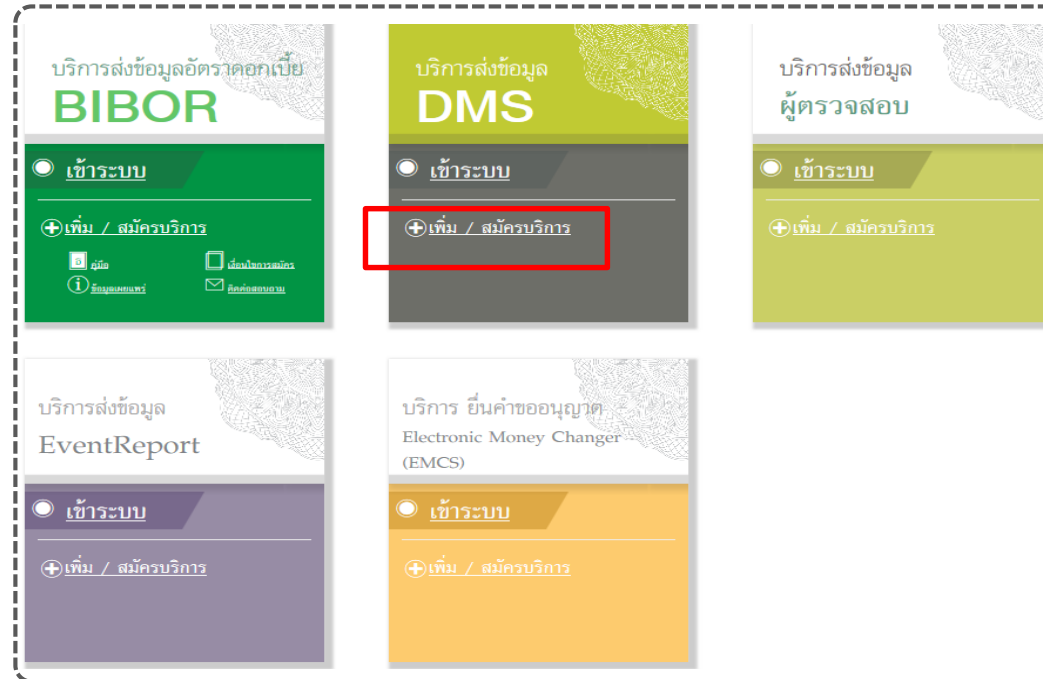 บริการส่งข้อมูลอัตราดอกเบี้ย
BIBOR
เข้าระบบ
เพิ่ม / สมัครบริการ
คู่มือ
เงื่อนไขการสมัคร
ข้อมูลเผยแพร่
ติดต่อสอบถาม
บริการส่งข้อมูล
DMS
เข้าระบบ
เพิ่ม / สมัครบริการ
บริการส่งข้อมูล
ผู้ตรวจสอบ
เข้าระบบ
เพิ่ม / สมัครบริการ
บริการส่งข้อมูล
EventReport
เข้าระบบ
เพิ่ม / สมัครบริการ
บริการ ยื่นคำขออนุญาต
Electronic Money Changer
(EMCS)
เข้าระบบ
เพิ่ม / สมัครบริการ